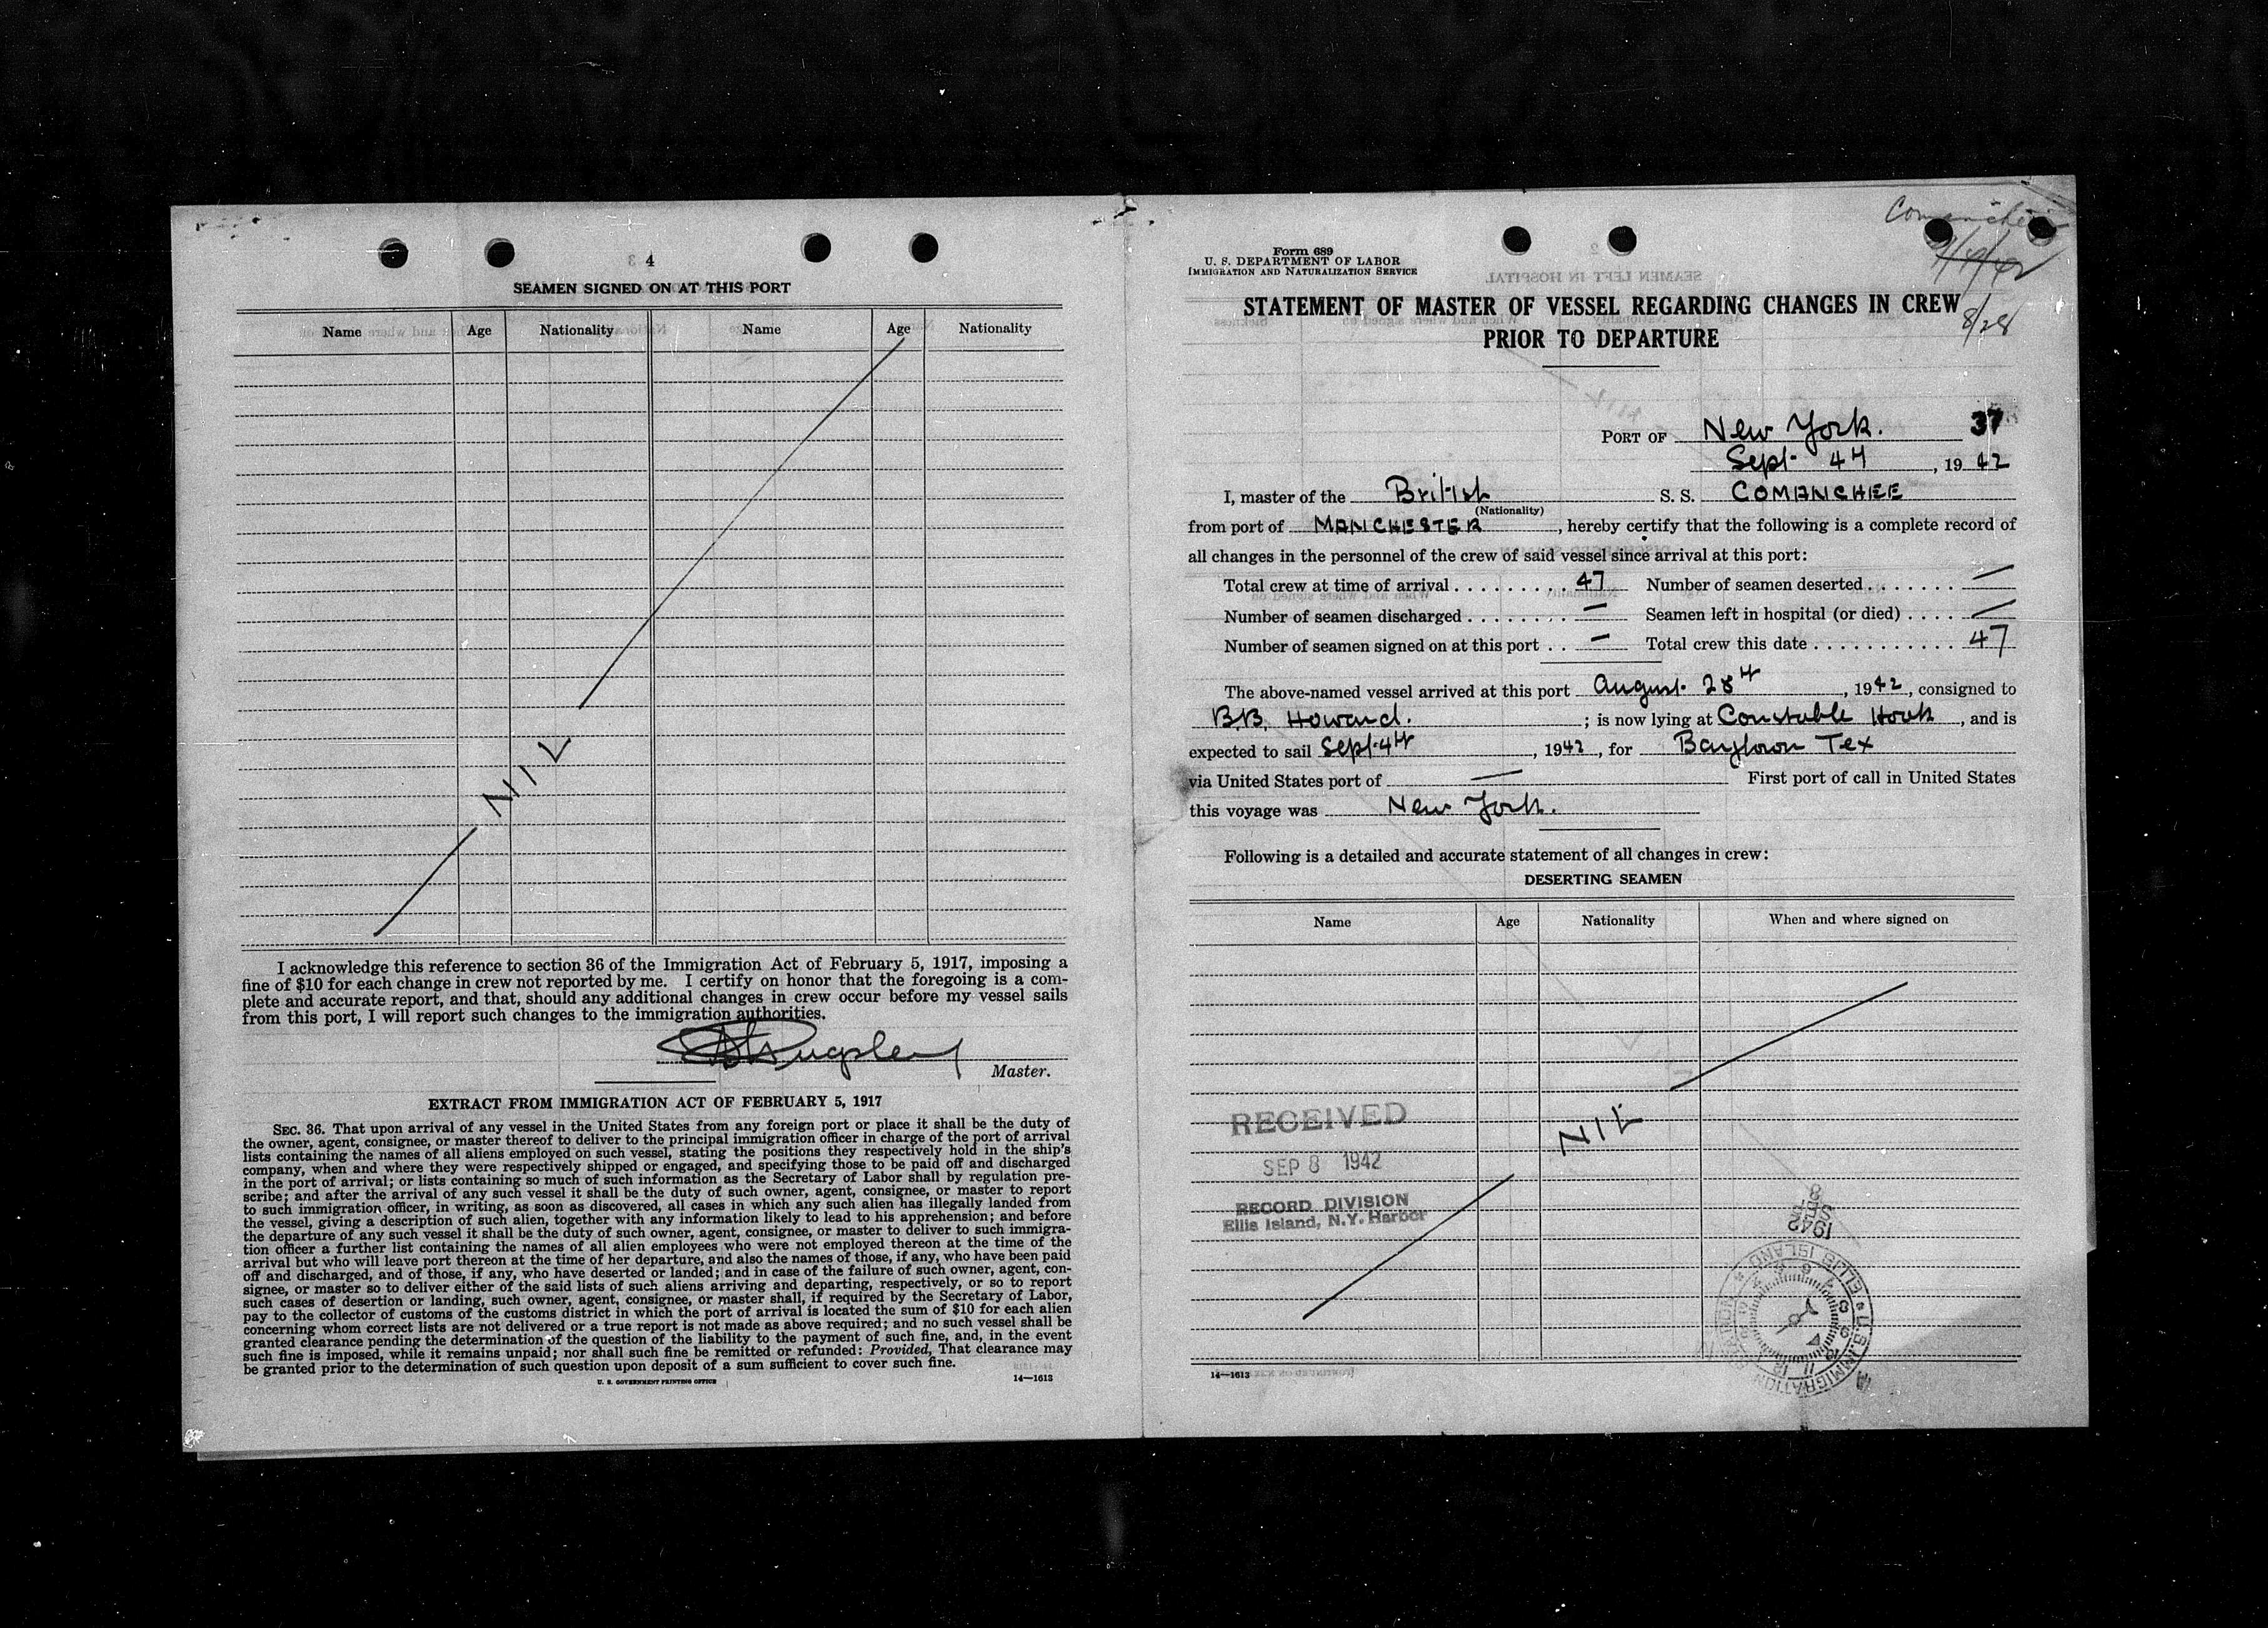 4
SEAMEN SIGNED ON AT THIS PORT
Name Age Nationality Name Age Nationality
NIL
I acknowledge this reference to section 36 of the Immigration Act of February 5, 1917, imposing a
fine of $10 for each change in crew not reported by me. I certify on honor that the foregoing is a com-
plete and accurate report, and that, should any additional changes in crew occur before my vessel sails
from this port, I will report such changes to the immigration authorities.
Master.
EXTRACT FROM IMMIGRATION ACT OF FEBRUARY 5, 1917
SEC. 36. That upon arrival of any vessel in the United States from any foreign port or place it shall be the duty of
the owner, agent, consignee, or master thereof to deliver to the principal immigration officer in charge of the port of arrival
lists containing the names of all aliens employed on such vessel, stating the positions they respectively hold in the ship's
company, when and where they were respectively shipped or engaged, and specifying those to be paid off and discharged
in the port of arrival; or lists containing so much of such information as the Secretary of Labor shall by regulation pre-
scribe; and after the arrival of any such vessel it shall be the duty of such owner, agent, consignee, or master to report
to such immigration officer, in writing, as soon as discovered, all cases in which any such alien has illegally landed from
the vessel, giving a description of such alien, together with any information likely to lead to his apprehension; and before
the departure of any such vessel it shall be the duty of such owner, agent, consignee, or master to deliver to such immigra-
tion officer a further list containing the names of all alien employees who were not employed thereon at the time of the
arrival but who will leave port thereon at the time of her departure, and also the names of those, if any, who have been paid
off and discharged, and of those, if any, who have deserted or landed; and in case of the failure of such owner, agent, con-
signee, or master so to deliver either of the said lists of such aliens arriving and departing, respectively, or so to report
such cases of desertion or landing, such owner, agent, consignee, or master shall, if required by the Secretary of Labor,
pay to the collector of customs of the customs district in which the port of arrival is located the sum of $10 for each alien
concerning whom correct lists are not delivered or a true report is not made as above required; and no such vessel shall be
granted clearance pending the determination of the question of the liability to the payment of such fine, and, in the event
such fine is imposed, while it remains unpaid; nor shall such fine be remitted or refunded: Provided, That clearance may
be granted prior to the determination of such question upon deposit of a sum sufficient to cover such fine.
U. S. GOVERNMENT PRINTING OFFICE 14—1613
Form 689
U. S. DEPARTMENT OF LABOR
IMMIGRATION AND NATURALIZATION SERVICE
9/4/42
8/28
STATEMENT OF MASTER OF VESSEL REGARDING CHANGES IN CREW
PRIOR TO DEPARTURE
PORT OF New York. 37
Sept 4th, 1942
I, master of the British S. S. COMANCHEE
(Nationality)
from port of MANCHESTER, hereby certify that the following is a complete record of
all changes in the personnel of the crew of said vessel since arrival at this port:
Total crew at time of arrival . . . . . . . . . 47 Number of seamen deserted . . . . . . . —
Number of seamen discharged . . . . . . . . — Seamen left in hospital (or died) . . . . —
Number of seamen signed on at this port . . — Total crew this date . . . . . . . . . . . 47
The above-named vessel arrived at this port August 28th, 1942, consigned to
B.B. Howard. ; is now lying at Constable Hook, and is
expected to sail Sept 4th, 1942, for Baytown Tex
via United States port of — First port of call in United States
this voyage was New York.
Following is a detailed and accurate statement of all changes in crew:
DESERTING SEAMEN
Name Age Nationality When and where signed on
NIL
RECEIVED
SEP 8 1942
RECORD DIVISION
Ellis Island, N.Y. Harbor
SEP 8
1942
U.S. IMMIGRATION
ELLIS ISLAND
14—1613